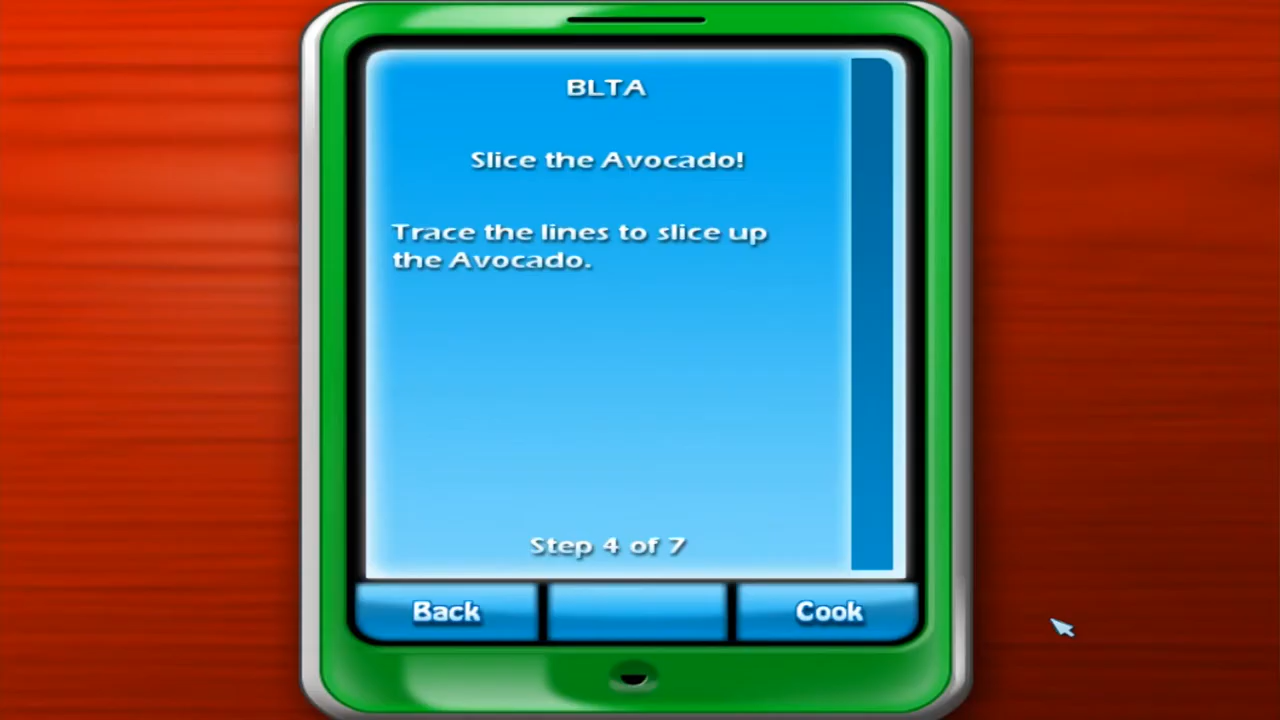 BLTA
Slice the Avocado!
Trace the lines to slice up
the Avocado.
Step 4 of 7
Back
Cook